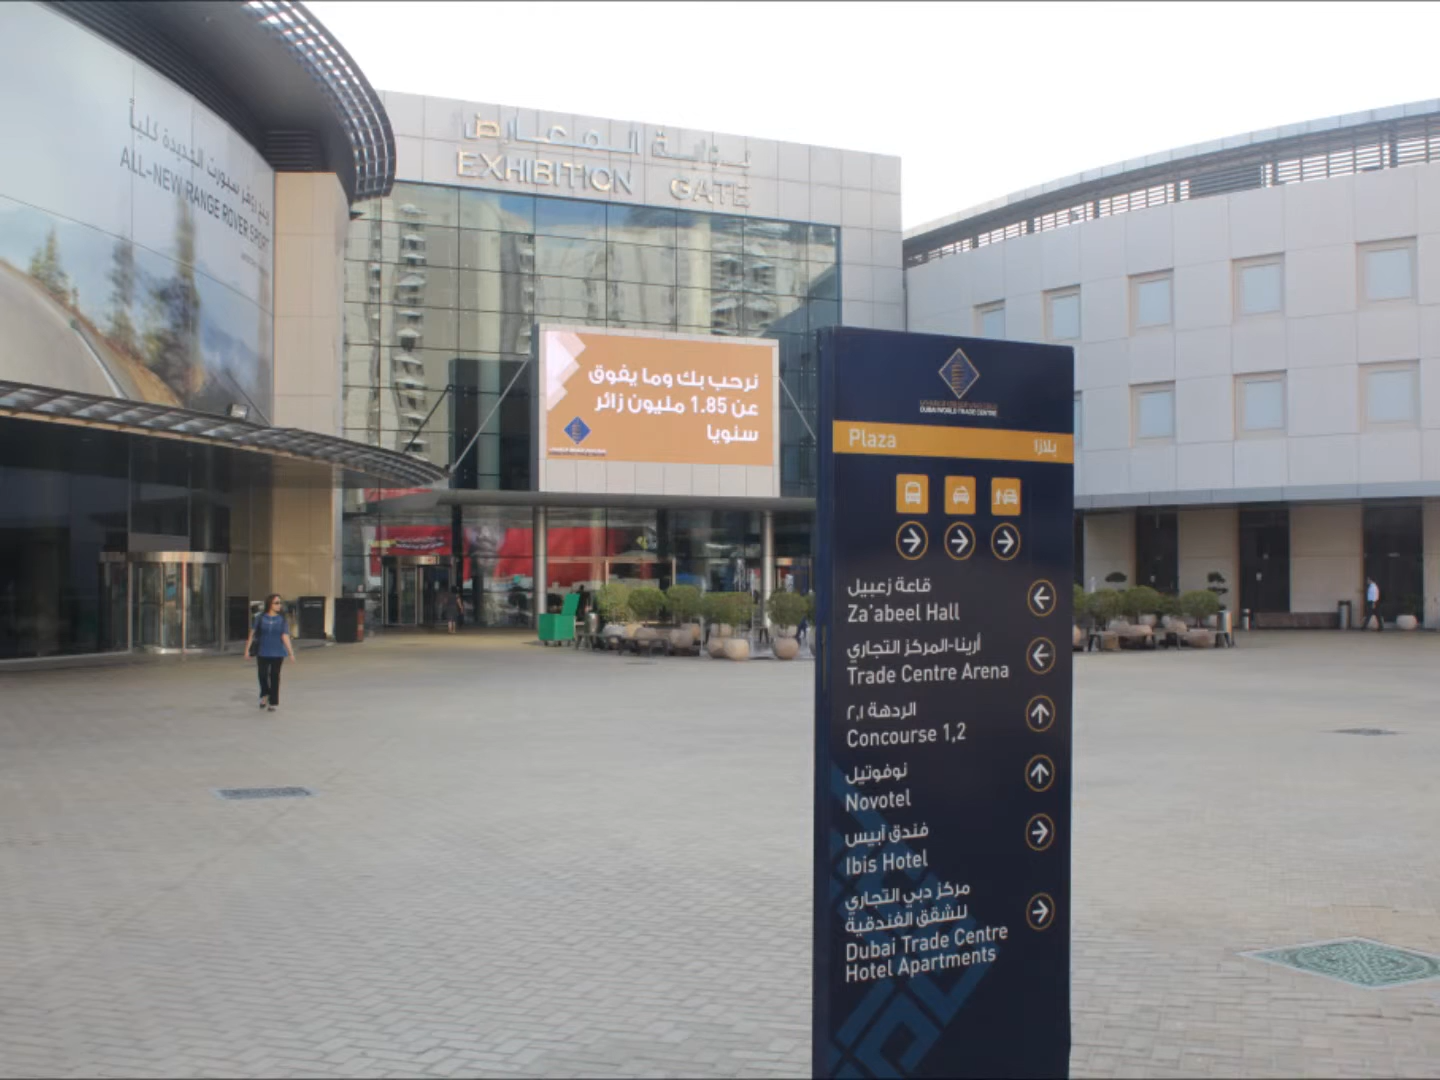 رينج روفر سبورت الجديدة كلياً
ALL-NEW RANGE ROVER SPORT
بوابة المعارض
EXHIBITION GATE
نرحب بك وما يفوق
عن 1.85 مليون زائر
سنويا
DUBAI WORLD TRADE CENTRE
Plaza بلازا
قاعة زعبيل
Za'abeel Hall
أرينا-المركز التجاري
Trade Centre Arena
الردهة ٢,١
Concourse 1,2
نوفوتيل
Novotel
فندق أيبيس
Ibis Hotel
مركز دبي التجاري
للشقق الفندقية
Dubai Trade Centre
Hotel Apartments